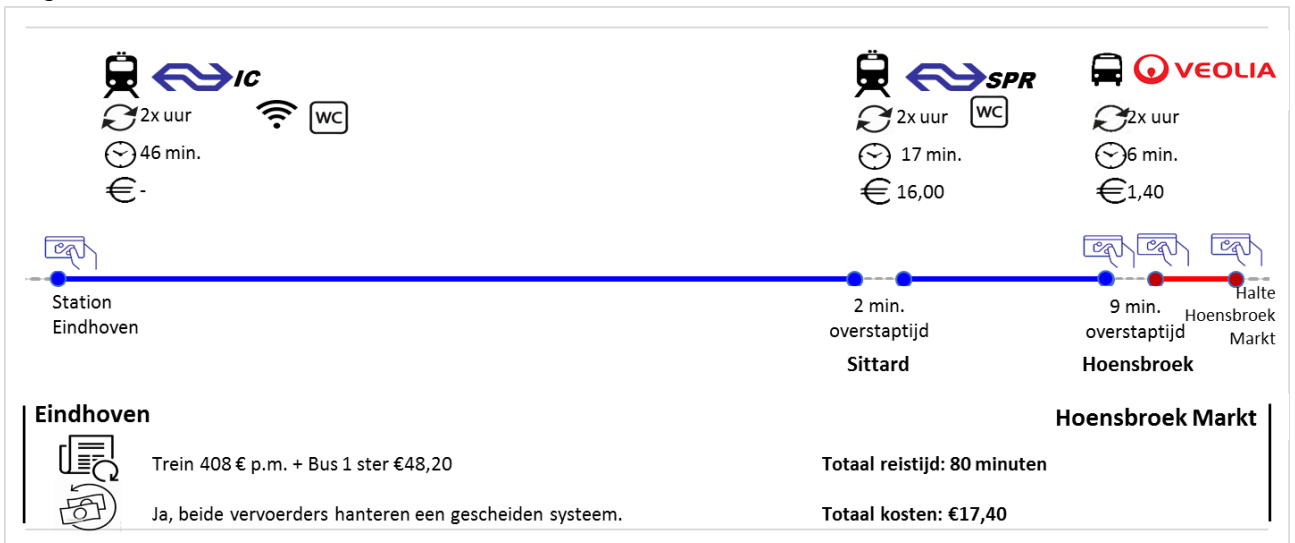 IC
SPR
VEOLIA
2x uur
WC
2x uur
WC
2x uur
46 min.
17 min.
6 min.
€ -
€ 16,00
€ 1,40
Station
Eindhoven
2 min.
overstaptijd
Sittard
9 min.
overstaptijd
Hoensbroek
Halte
Hoensbroek
Markt
Eindhoven
Hoensbroek Markt
Trein 408 € p.m. + Bus 1 ster €48,20
Totaal reistijd: 80 minuten
Ja, beide vervoerders hanteren een gescheiden systeem.
Totaal kosten: €17,40